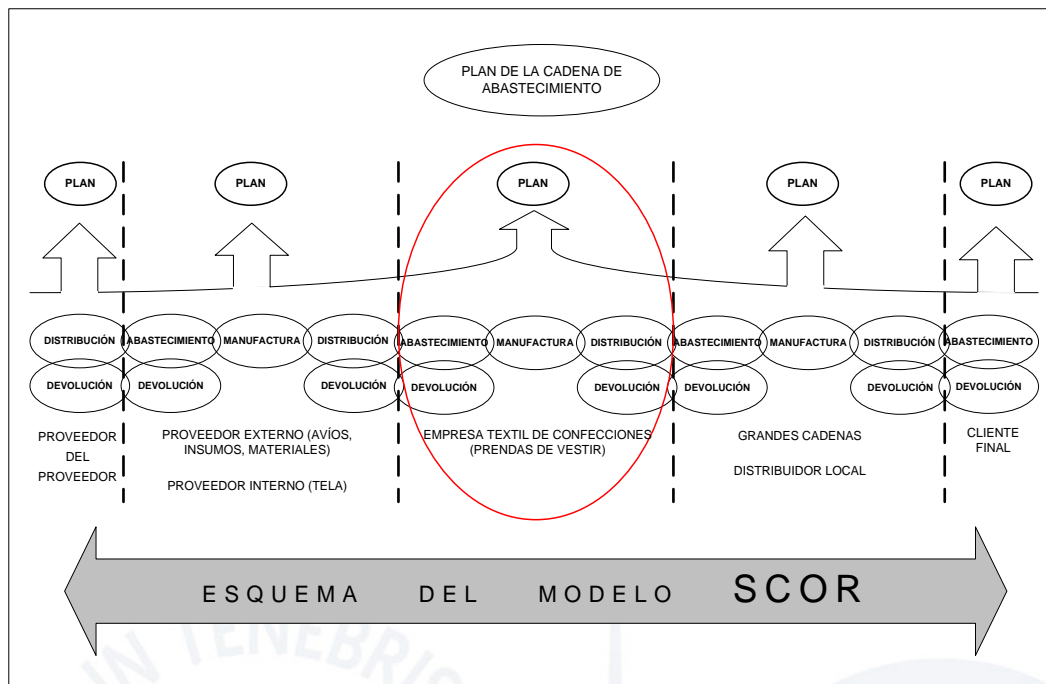 PLAN DE LA CADENA DE
ABASTECIMIENTO
PLAN
PLAN
PLAN
PLAN
PLAN
DISTRIBUCIÓN
ABASTECIMIENTO
MANUFACTURA
DISTRIBUCIÓN
ABASTECIMIENTO
MANUFACTURA
DISTRIBUCIÓN
ABASTECIMIENTO
MANUFACTURA
DISTRIBUCIÓN
ABASTECIMIENTO
DEVOLUCIÓN
DEVOLUCIÓN
DEVOLUCIÓN
DEVOLUCIÓN
DEVOLUCIÓN
DEVOLUCIÓN
DEVOLUCIÓN
DEVOLUCIÓN
PROVEEDOR
DEL
PROVEEDOR
PROVEEDOR EXTERNO (AVÍOS,
INSUMOS, MATERIALES)
PROVEEDOR INTERNO (TELA)
EMPRESA TEXTIL DE CONFECCIONES
(PRENDAS DE VESTIR)
GRANDES CADENAS
DISTRIBUIDOR LOCAL
CLIENTE
FINAL
ESQUEMA DEL MODELO SCOR
IN TENEBRIS